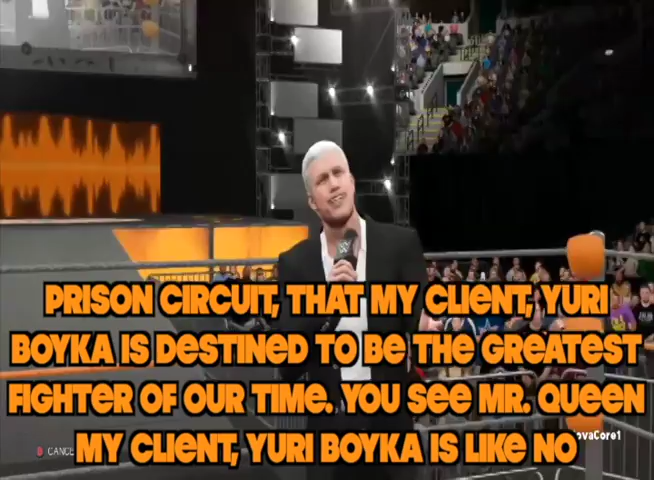 PRISON CIRCUIT, THAT MY CLIENT, YURI
BOYKA IS DESTINED TO BE THE GREATEST
FIGHTER OF OUR TIME. YOU SEE MR. QUEEN
MY CLIENT, YURI BOYKA IS LIKE NO
ovaCore1